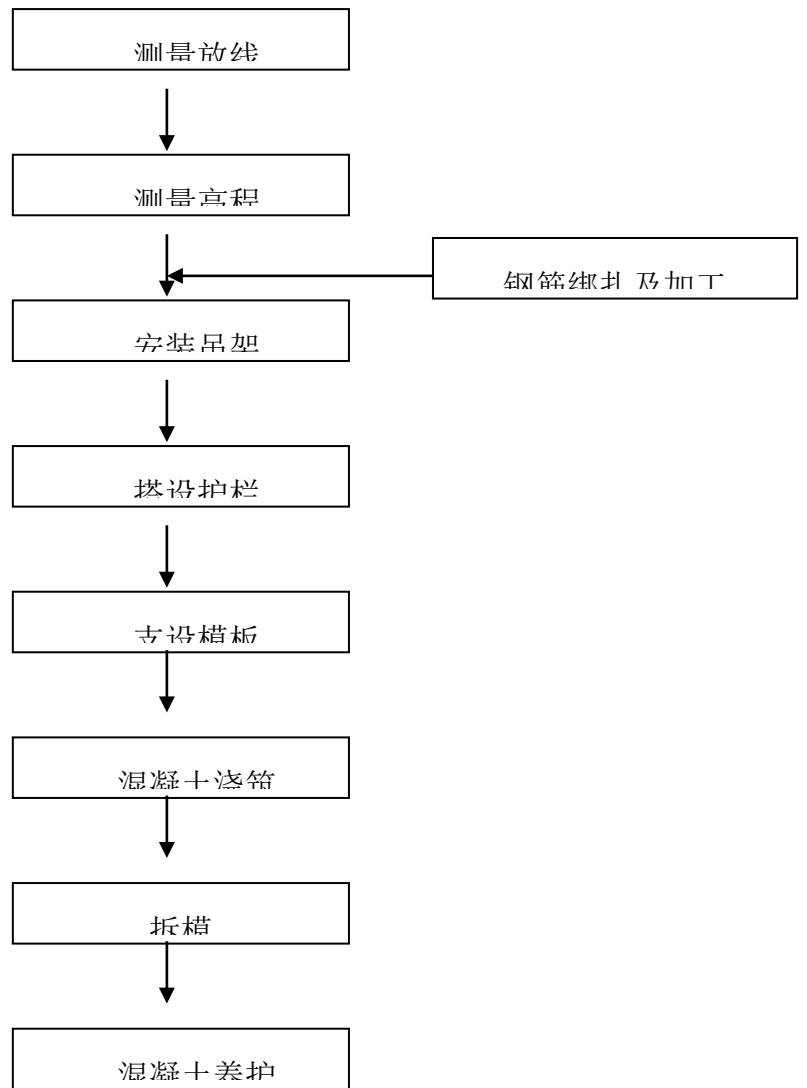 测量放线
测量高程
钢筋绑扎及加工
安装吊架
搭设护栏
支设模板
混凝土浇筑
拆模
混凝土养护